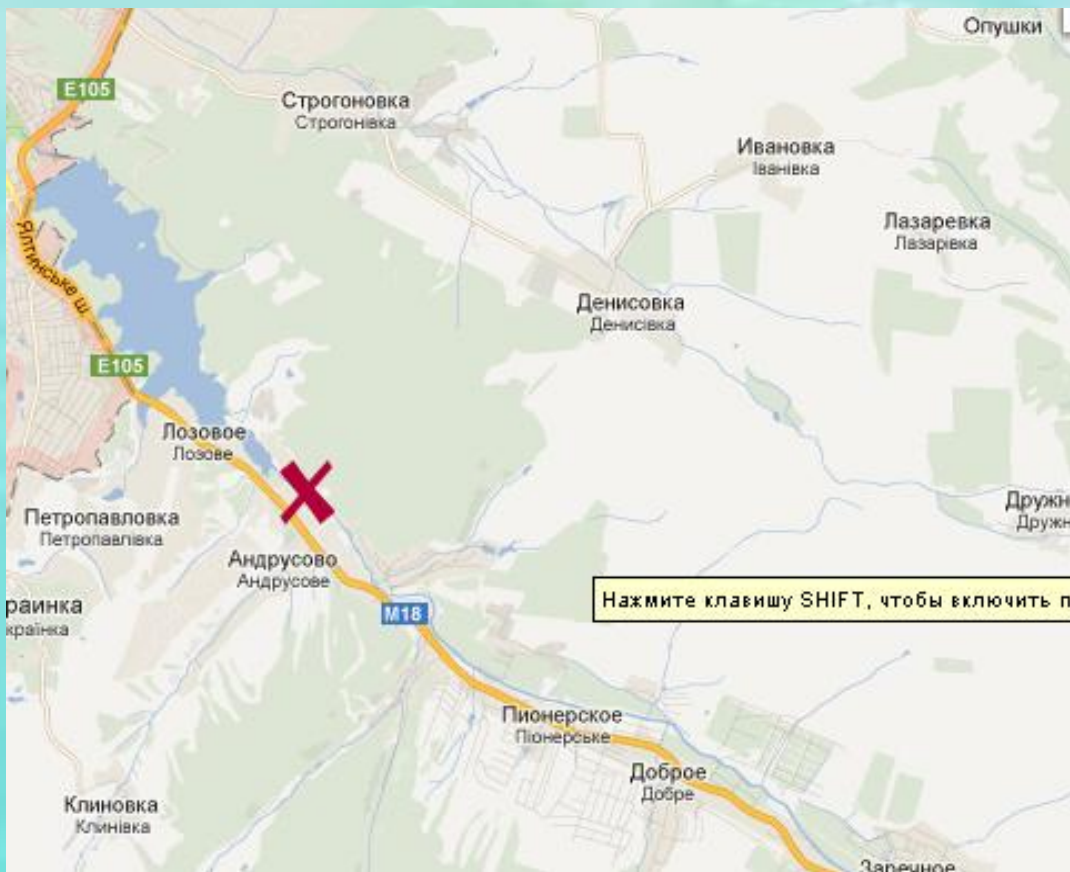 Опушки
E105
Строгоновка
Строгонівка
Ивановка
Іванівка
Лазаревка
Лазарівка
Ялтинське ш.
Денисовка
Денисівка
E105
Лозовое
Лозове
Петропавловка
Петропавлівка
Дружн
Дружн
Андрусово
Андрусове
раинка
країнка
Нажмите клавишу SHIFT, чтобы включить п
M18
Пионерское
Піонерське
Доброе
Добре
Клиновка
Клинівка
Заречное